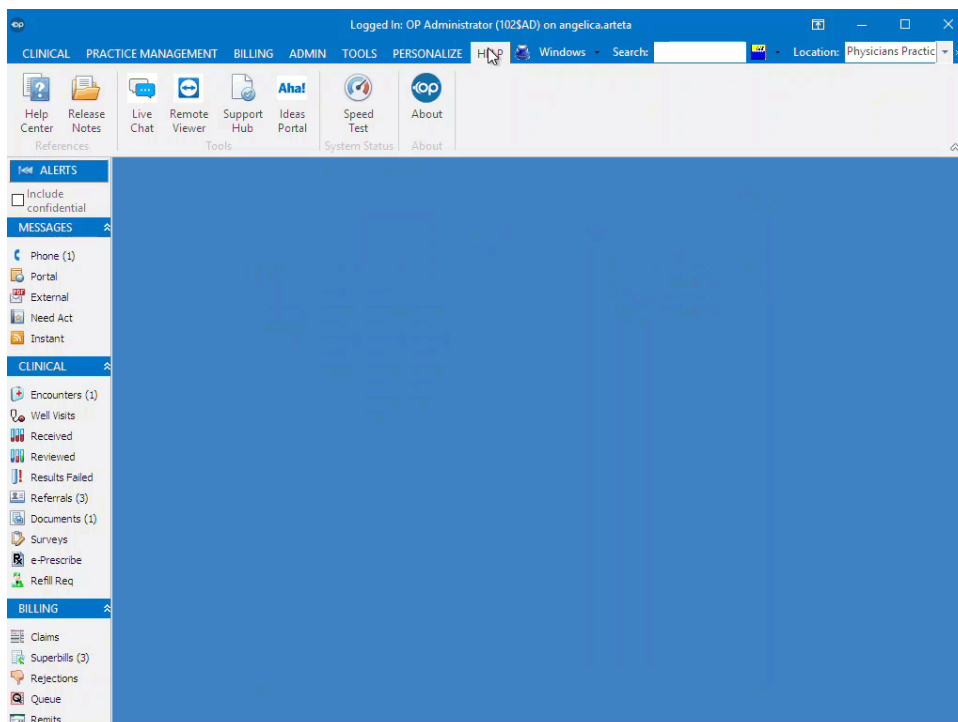 Logged In: OP Administrator (102$AD) on angelica.arteta
CLINICAL PRACTICE MANAGEMENT BILLING ADMIN TOOLS PERSONALIZE HELP Windows Search: Location: Physicians Practic
Aha!
op
Help Center
Release Notes
Live Chat
Remote Viewer
Support Hub
Ideas Portal
Speed Test
About
References Tools System Status About
ALERTS
Include
confidential
MESSAGES
Phone (1)
Portal
External
Need Act
Instant
CLINICAL
Encounters (1)
Well Visits
Received
Reviewed
Results Failed
Referrals (3)
Documents (1)
Surveys
e-Prescribe
Refill Req
BILLING
Claims
Superbills (3)
Rejections
Queue
Remits